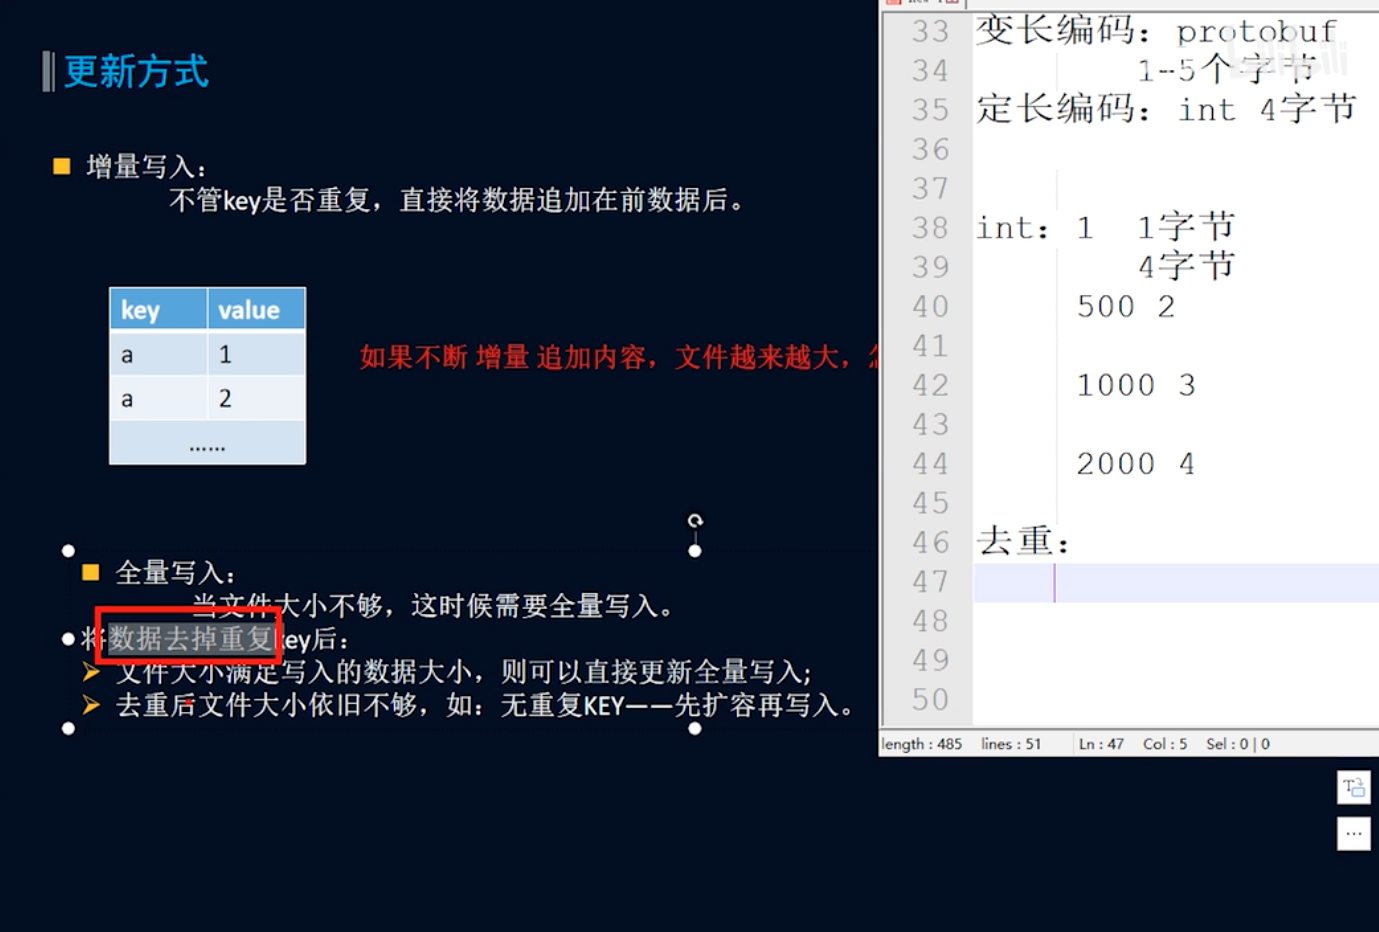 更新方式
增量写入：
不管key是否重复，直接将数据追加在前数据后。
key value
a 1
a 2
......
如果不断 增量 追加内容，文件越来越大，
全量写入：
当文件大小不够，这时候需要全量写入。
将数据去掉重复key后：
文件大小满足写入的数据大小，则可以直接更新全量写入;
去重后文件大小依旧不够，如：无重复KEY——先扩容再写入。
33 变长编码：protobuf
34 1--5个字节
35 定长编码：int 4字节
36
37
38 int：1 1字节
39 4字节
40 500 2
41
42 1000 3
43
44 2000 4
45
46 去重：
47
48
49
50
length : 485 lines : 51 Ln : 47 Col : 5 Sel : 0 | 0
bilibili